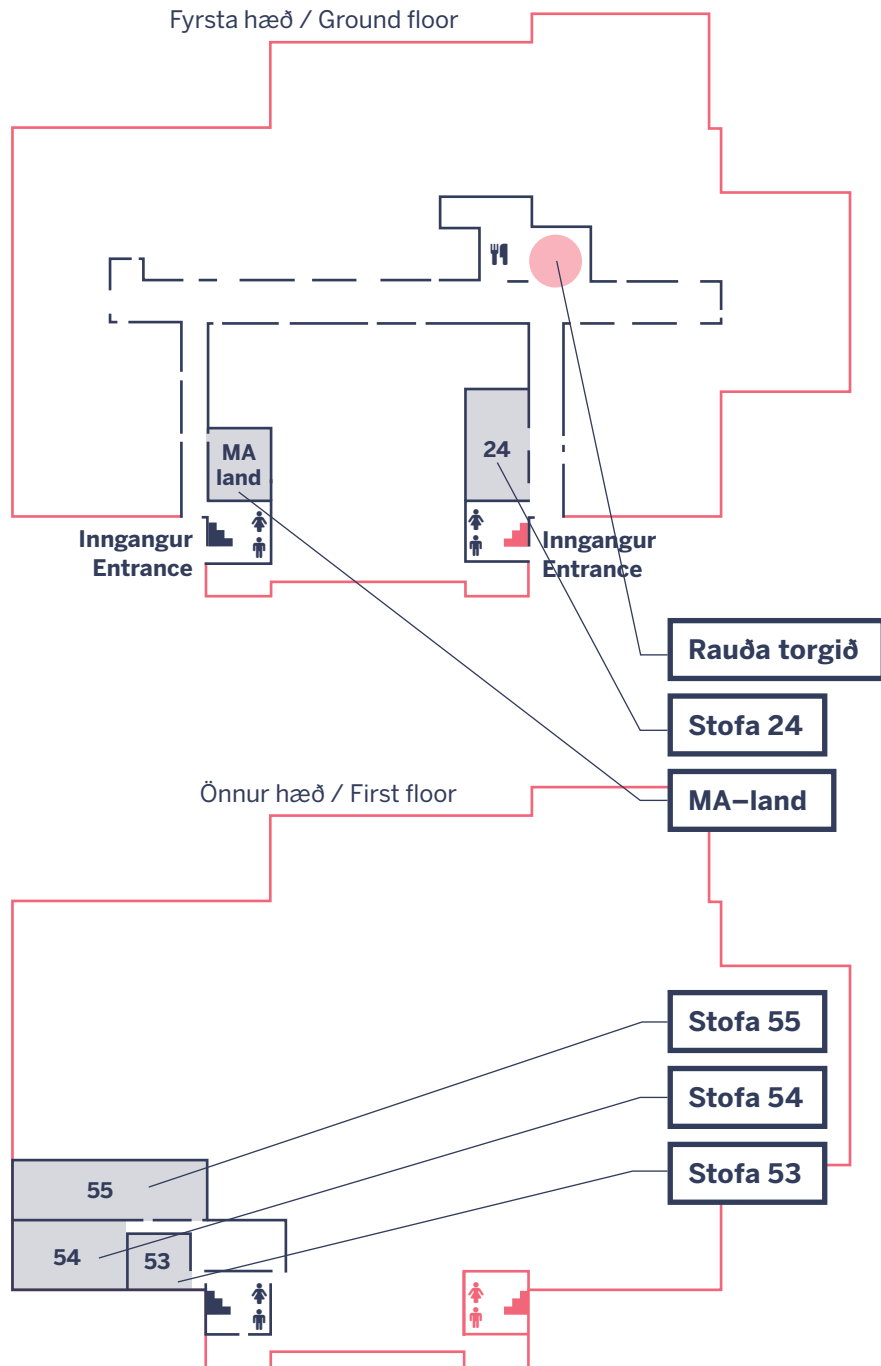 Fyrsta hæð / Ground floor
MA
land
24
Inngangur
Entrance
Inngangur
Entrance
Rauða torgið
Stofa 24
MA–land
Önnur hæð / First floor
Stofa 55
Stofa 54
Stofa 53
55
54
53